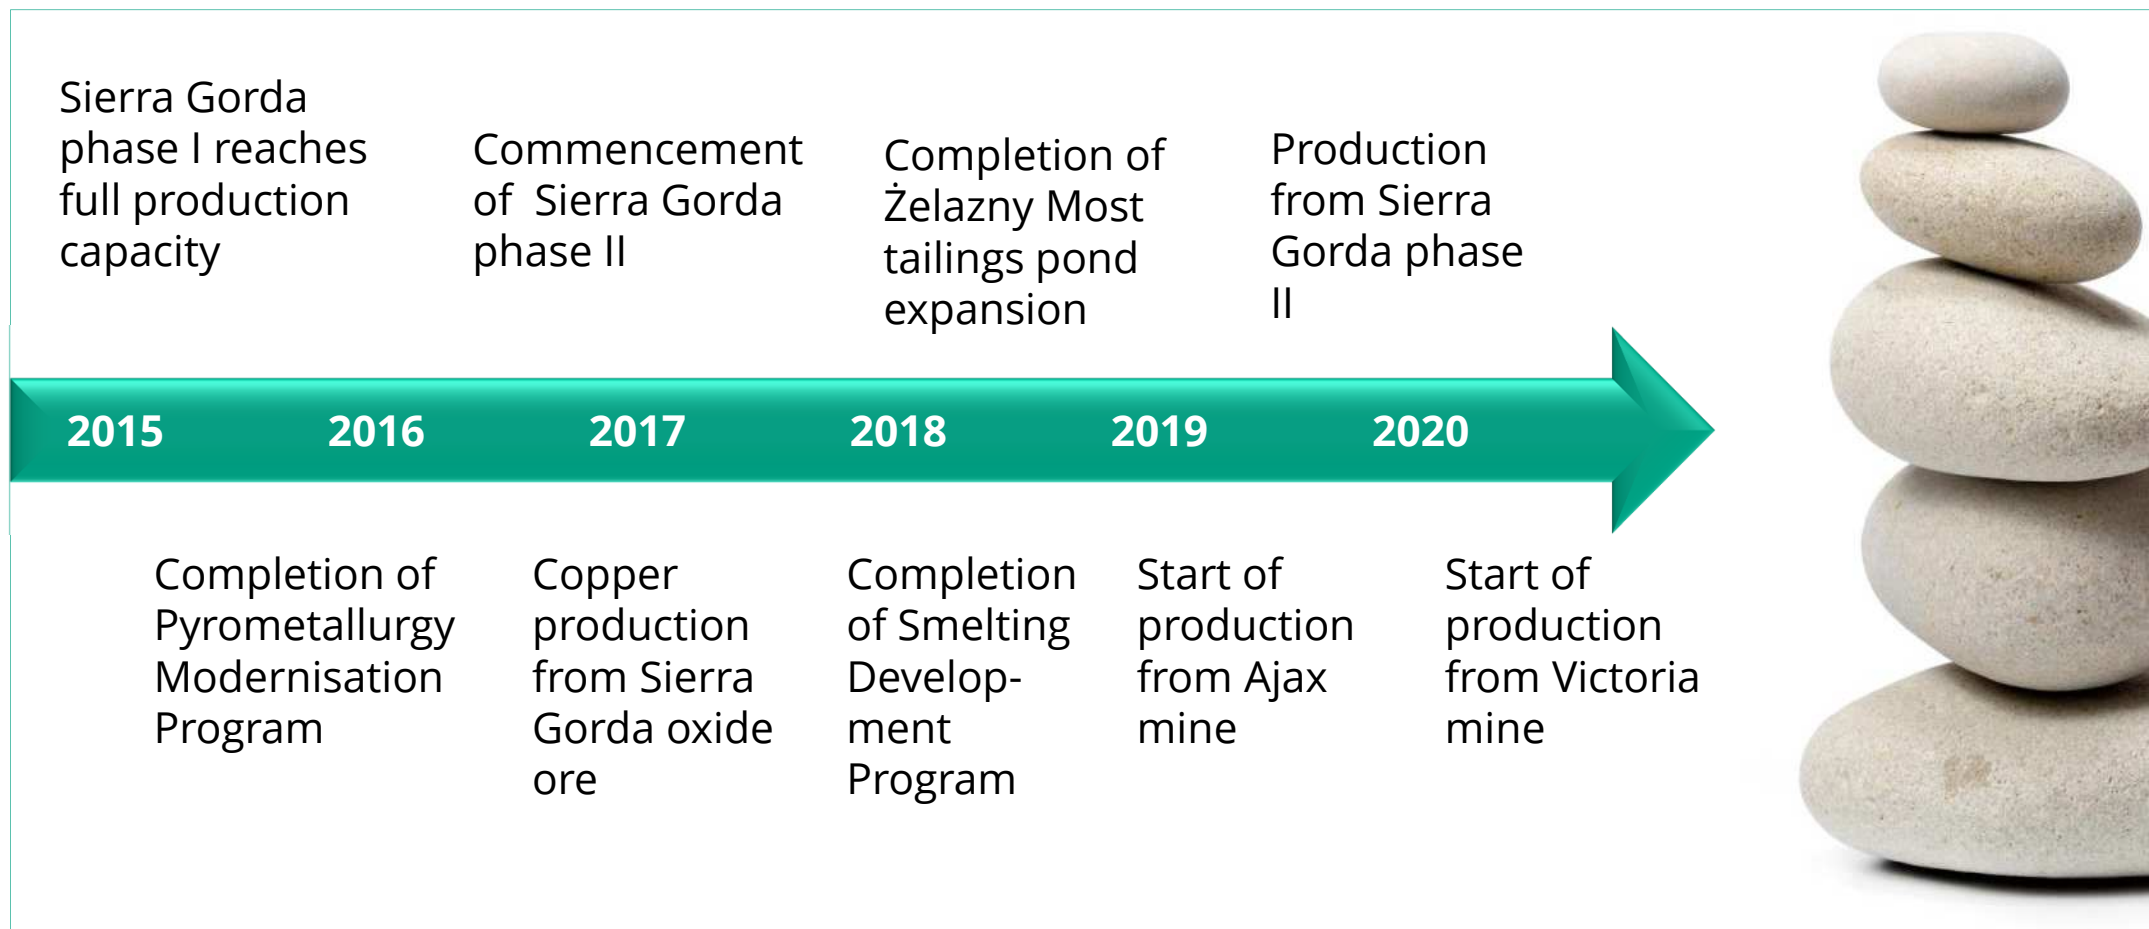 Sierra Gorda
phase I reaches
full production
capacity
Commencement
of  Sierra Gorda
phase II
Completion of
Żelazny Most
tailings pond
expansion
Production
from Sierra
Gorda phase
II
2015 2016 2017 2018 2019 2020
Completion of
Pyrometallurgy
Modernisation
Program
Copper
production
from Sierra
Gorda oxide
ore
Completion
of Smelting
Develop-
ment
Program
Start of
production
from Ajax
mine
Start of
production
from Victoria
mine